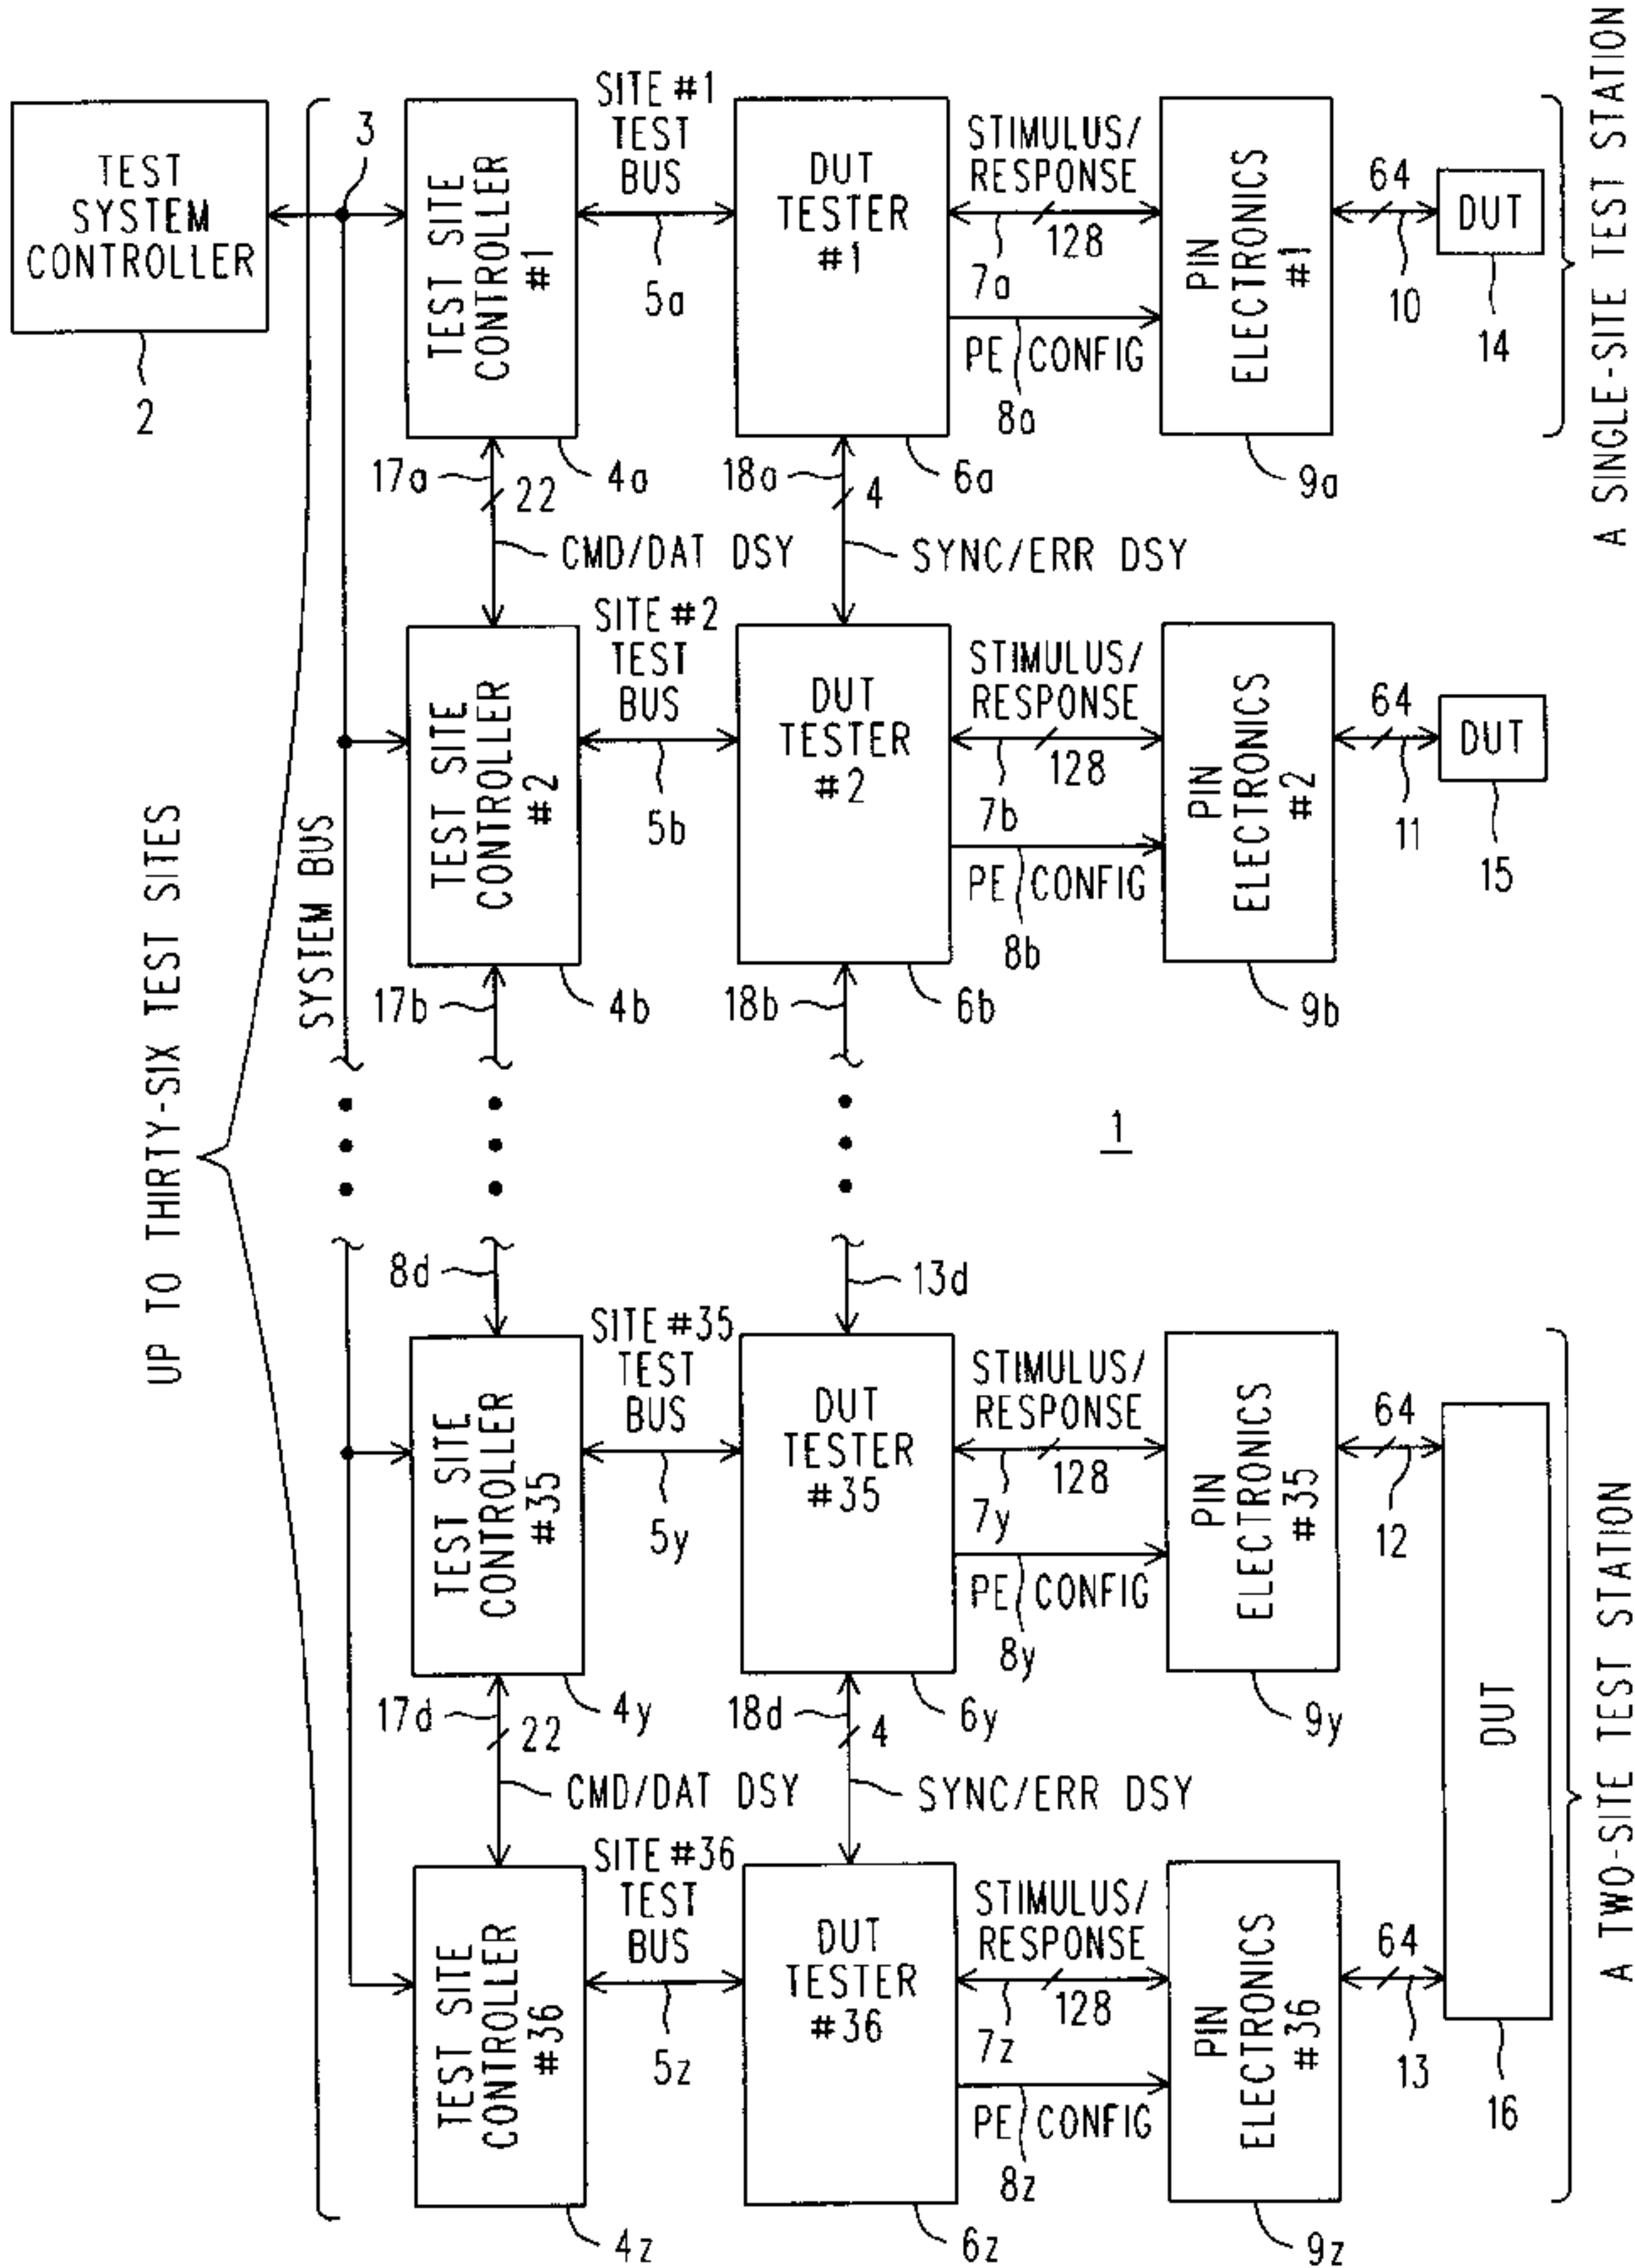 TEST
SYSTEM
CONTROLLER
2
3
TEST SITE
CONTROLLER
#1
SITE #1
TEST
BUS
5a
DUT
TESTER
#1
STIMULUS/
RESPONSE
128
7a
PE CONFIG
8a
PIN
ELECTRONICS
#1
64
10
DUT
14
A SINGLE-SITE TEST STATION
17a
22
4a
CMD/DAT DSY
18a
4
6a
SYNC/ERR DSY
9a
TEST SITE
CONTROLLER
#2
SITE #2
TEST
BUS
5b
DUT
TESTER
#2
STIMULUS/
RESPONSE
128
7b
PE CONFIG
8b
PIN
ELECTRONICS
#2
64
11
DUT
15
17b
4b
18b
6b
9b
UP TO THIRTY-SIX TEST SITES
SYSTEM BUS
1
8d
13d
TEST SITE
CONTROLLER
#35
SITE #35
TEST
BUS
5y
DUT
TESTER
#35
STIMULUS/
RESPONSE
128
7y
PE CONFIG
8y
PIN
ELECTRONICS
#35
64
12
DUT
16
A TWO-SITE TEST STATION
17d
22
4y
CMD/DAT DSY
18d
4
6y
SYNC/ERR DSY
9y
TEST SITE
CONTROLLER
#36
SITE #36
TEST
BUS
5z
DUT
TESTER
#36
STIMULUS/
RESPONSE
128
7z
PE CONFIG
8z
PIN
ELECTRONICS
#36
64
13
4z
6z
9z